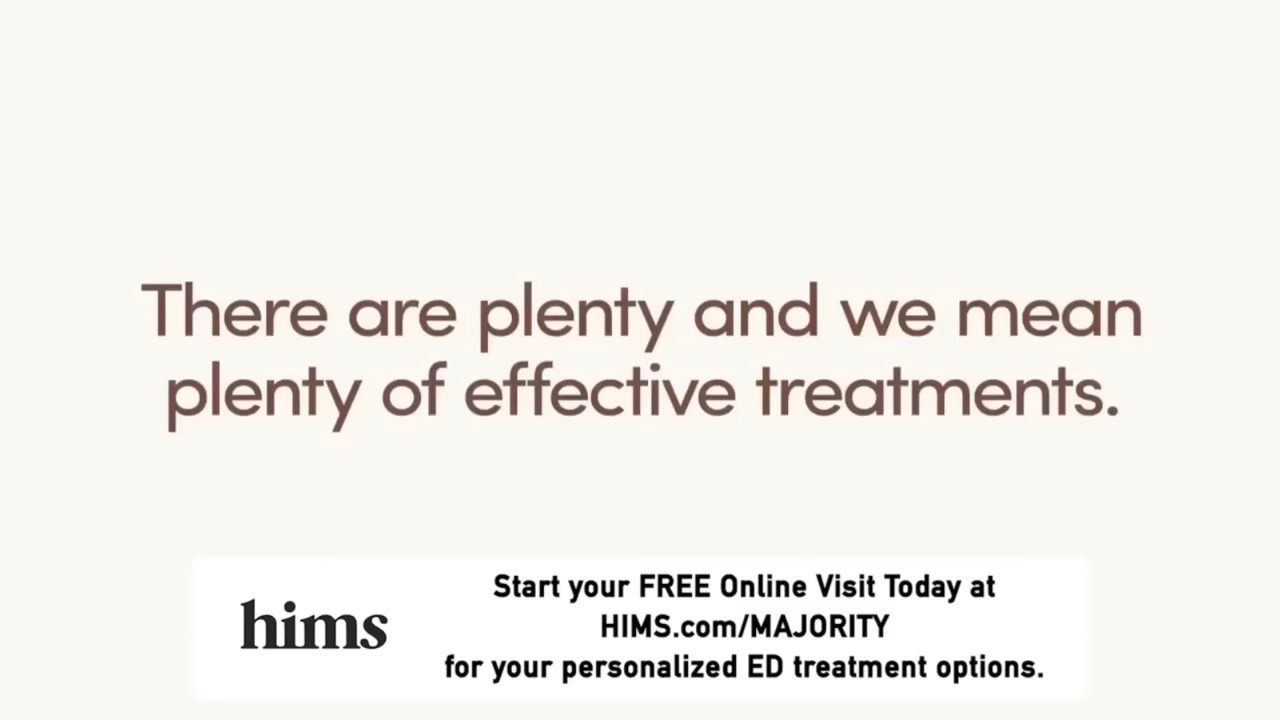 There are plenty and we mean
plenty of effective treatments.
hims
Start your FREE Online Visit Today at
HIMS.com/MAJORITY
for your personalized ED treatment options.